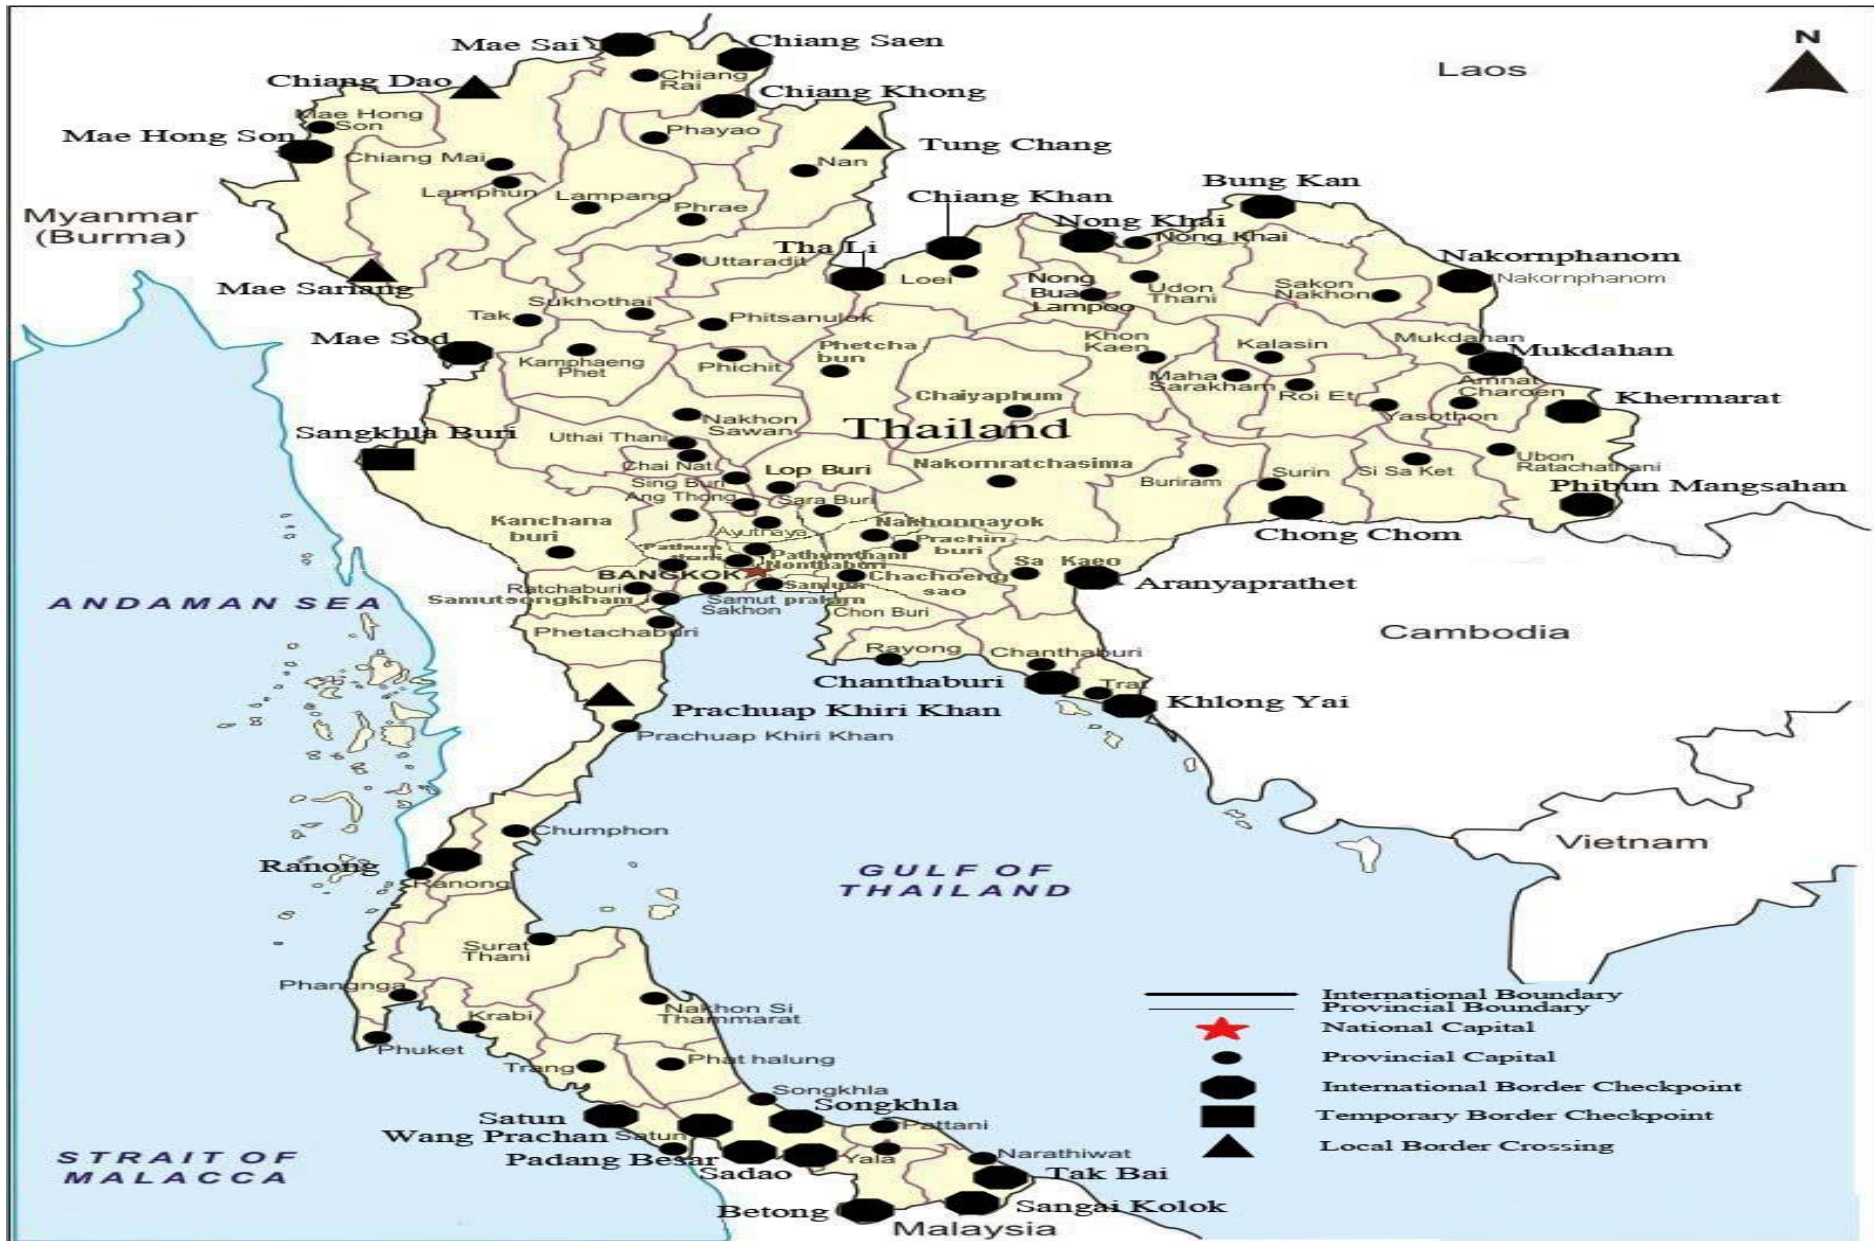 Mae Sai
Chiang Saen
N
Laos
Chiang Dao
Chiang
Rai
Chiang Khong
Mae Hong
Son
Mae Hong Son
Phayao
Tung Chang
Chiang Mai
Nan
Lamphun
Lampang
Phrae
Chiang Khan
Bung Kan
Myanmar
(Burma)
Nong Khai
Nong Khai
Tha Li
Uttaradit
Loei
Nakornphanom
Nakornphanom
Mae Sariang
Nong
Bua
Lampoo
Udon
Thani
Sakon
Nakhon
Sukhothai
Tak
Phitsanulok
Mae Sod
Kamphaeng
Phet
Phichit
Phetcha
bun
Khon
Kaen
Kalasin
Mukdahan
Mukdahan
Maha
Sarakham
Roi Et
Amnat
Charoen
Yasothon
Khermarat
Chaiyaphum
Thailand
Nakhon
Sawan
Sangkhla Buri
Uthai Thani
Chai Nat
Lop Buri
Nakornratchasima
Sing Buri
Ang Thong
Sara Buri
Buriram
Surin
Si Sa Ket
Ubon
Ratachathani
Phibun Mangsahan
Kanchana
buri
Ayuthaya
Nakhonnayok
Prachin
buri
Chong Chom
Pathum
Pathumthani
Nonthaburi
BANGKOK
Sa Kaeo
Chachoeng
sao
Aranyaprathet
Ratchaburi
Samutsongkham
Samut
Sakhon
Samut
prakarn
Chon Buri
ANDAMAN SEA
Phetachaburi
Cambodia
Rayong
Chanthaburi
Chanthaburi
Trat
Khlong Yai
Prachuap Khiri Khan
Prachuap Khiri Khan
Chumphon
Vietnam
Ranong
Ranong
GULF OF
THAILAND
Surat
Thani
Phangnga
Krabi
Nakhon Si
Thammarat
Phuket
Trang
Phat halung
Songkhla
Songkhla
Satun
Wang Prachan
Satun
Pattani
Padang Besar
Sadao
Yala
Narathiwat
Tak Bai
Betong
Sangai Kolok
Malaysia
STRAIT OF
MALACCA
International Boundary
Provincial Boundary
National Capital
Provincial Capital
International Border Checkpoint
Temporary Border Checkpoint
Local Border Crossing